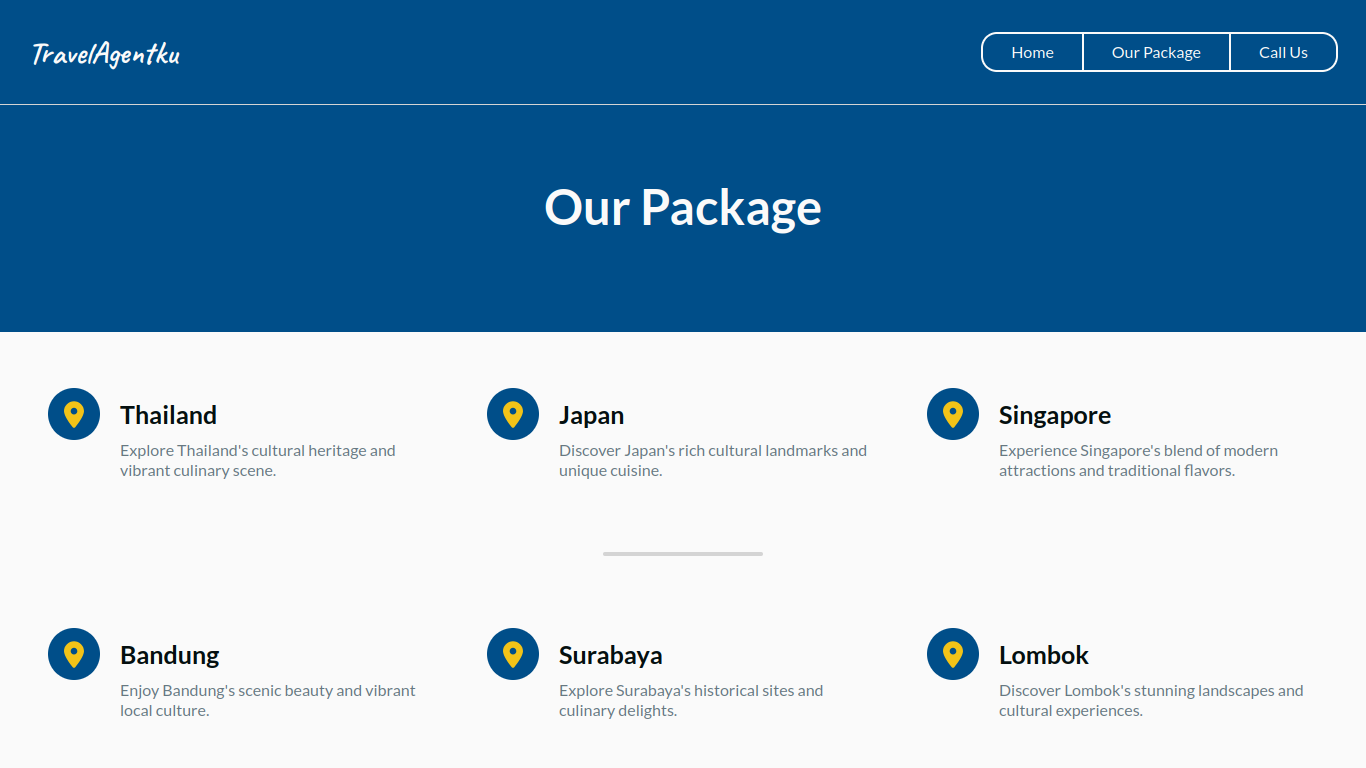 TravelAgentku
Home
Our Package
Call Us
Our Package
Thailand
Explore Thailand's cultural heritage and
vibrant culinary scene.
Japan
Discover Japan's rich cultural landmarks and
unique cuisine.
Singapore
Experience Singapore's blend of modern
attractions and traditional flavors.
Bandung
Enjoy Bandung's scenic beauty and vibrant
local culture.
Surabaya
Explore Surabaya's historical sites and
culinary delights.
Lombok
Discover Lombok's stunning landscapes and
cultural experiences.